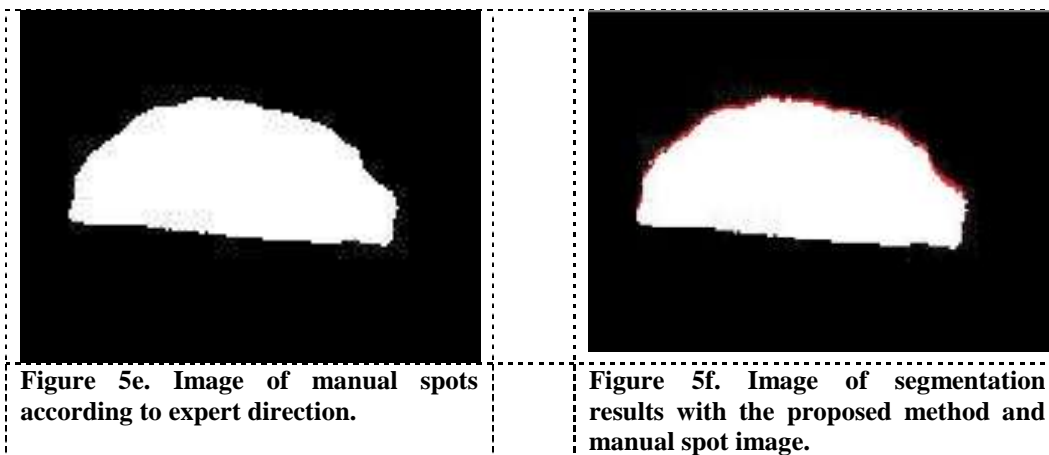 Figure 5e. Image of manual spots
according to expert direction.
Figure 5f. Image of segmentation
results with the proposed method and
manual spot image.